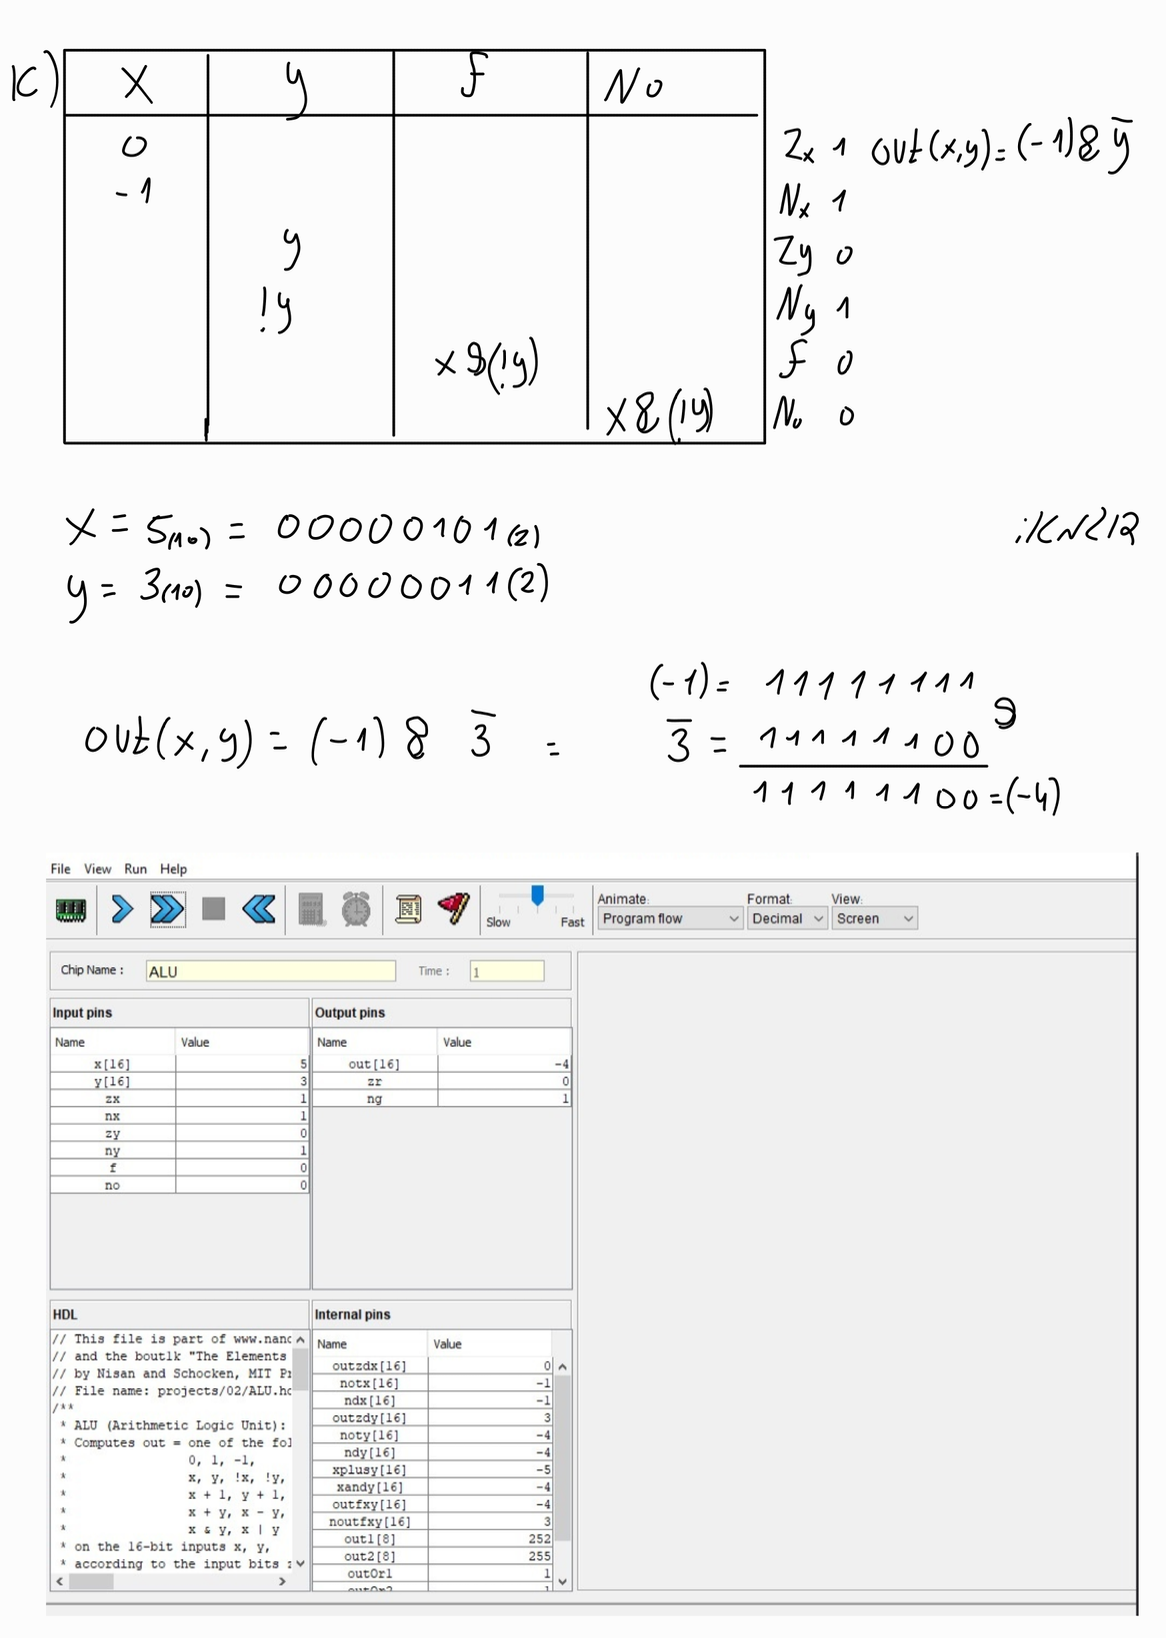 K)
X y F No
0
-1
y
!y
x&(!y)
x&(!y)
Zx 1 out(x,y)=(-1)&ȳ
Nx 1
Zy 0
Ny 1
F 0
No 0
x = 5(10) = 00000101(2)
y = 3(10) = 00000011(2)
out(x,y)=(-1)& 3̅ =
(-1)= 11111111 &
3̅ = 11111100
11111100=(-4)
File View Run Help
Slow Fast
Animate: Format: View:
Program flow Decimal Screen
Chip Name : ALU Time : 1
Input pins
Name Value
x[16] 5
y[16] 3
zx 1
nx 1
zy 0
ny 1
f 0
no 0
Output pins
Name Value
out[16] -4
zr 0
ng 1
HDL
// This file is part of www.nand
// and the bout1k "The Elements
// by Nisan and Schocken, MIT Pr
// File name: projects/02/ALU.hd
/**
* ALU (Arithmetic Logic Unit):
* Computes out = one of the fol
* 0, 1, -1,
* x, y, !x, !y,
* x + 1, y + 1,
* x + y, x - y,
* x & y, x | y
* on the 16-bit inputs x, y,
* according to the input bits :
Internal pins
Name Value
outzdx[16] 0
notx[16] -1
ndx[16] -1
outzdy[16] 3
noty[16] -4
ndy[16] -4
xplusy[16] -5
xandy[16] -4
outfxy[16] -4
noutfxy[16] 3
out1[8] 252
out2[8] 255
outOr1 1
outOr2 1